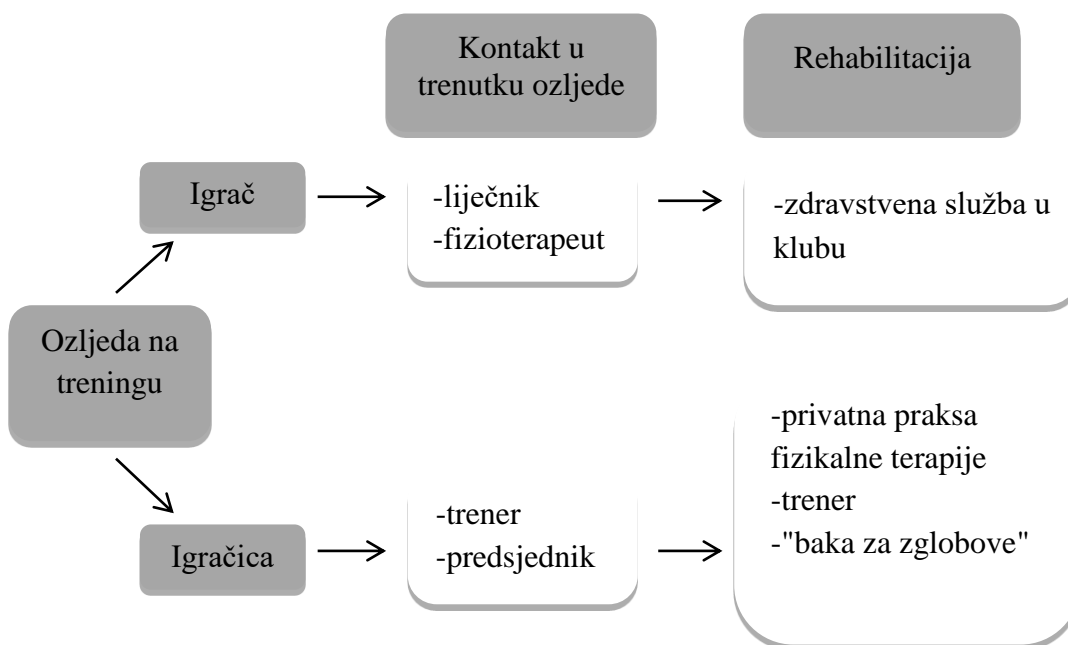 Kontakt u
trenutku ozljede
Rehabilitacija
Igrač
-liječnik
-fizioterapeut
-zdravstvena služba u
klubu
Ozljeda na
treningu
Igračica
-trener
-predsjednik
-privatna praksa
fizikalne terapije
-trener
-"baka za zglobove"